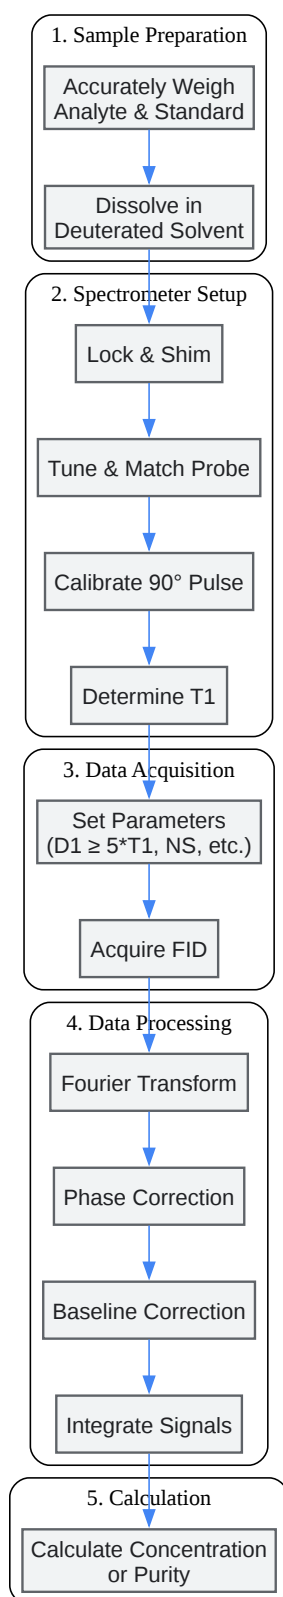 1. Sample Preparation
Accurately Weigh
Analyte & Standard
Dissolve in
Deuterated Solvent
2. Spectrometer Setup
Lock & Shim
Tune & Match Probe
Calibrate 90° Pulse
Determine T1
3. Data Acquisition
Set Parameters
(D1 ≥ 5*T1, NS, etc.)
Acquire FID
4. Data Processing
Fourier Transform
Phase Correction
Baseline Correction
Integrate Signals
5. Calculation
Calculate Concentration
or Purity